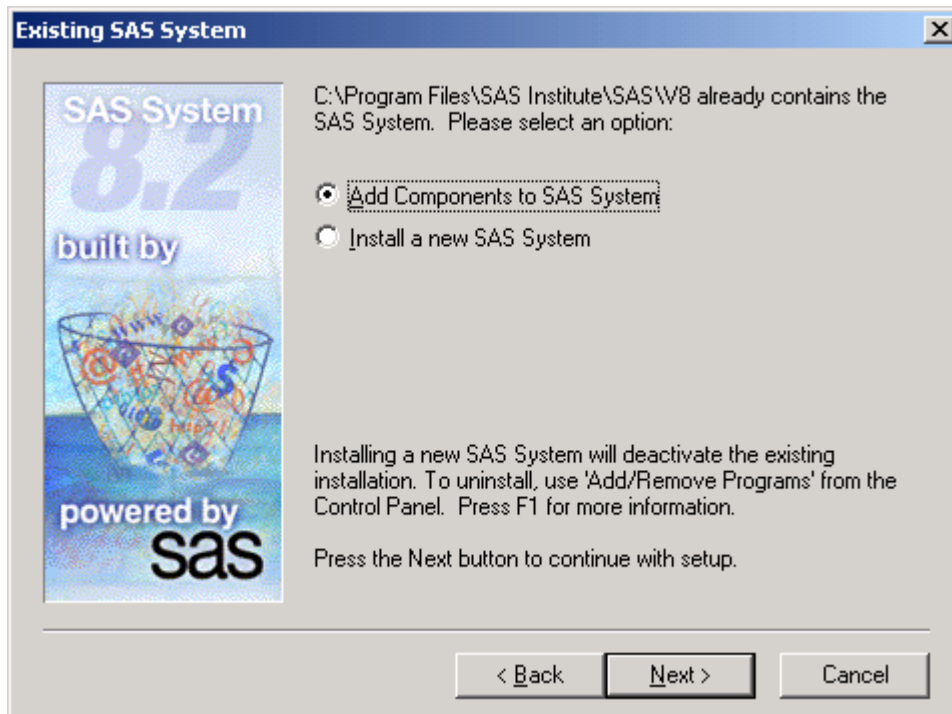 Existing SAS System
SAS System
8.2
built by
powered by
sas
C:\Program Files\SAS Institute\SAS\V8 already contains the
SAS System.  Please select an option:
Add Components to SAS System
Install a new SAS System
Installing a new SAS System will deactivate the existing
installation. To uninstall, use 'Add/Remove Programs' from the
Control Panel.  Press F1 for more information.
Press the Next button to continue with setup.
< Back
Next >
Cancel